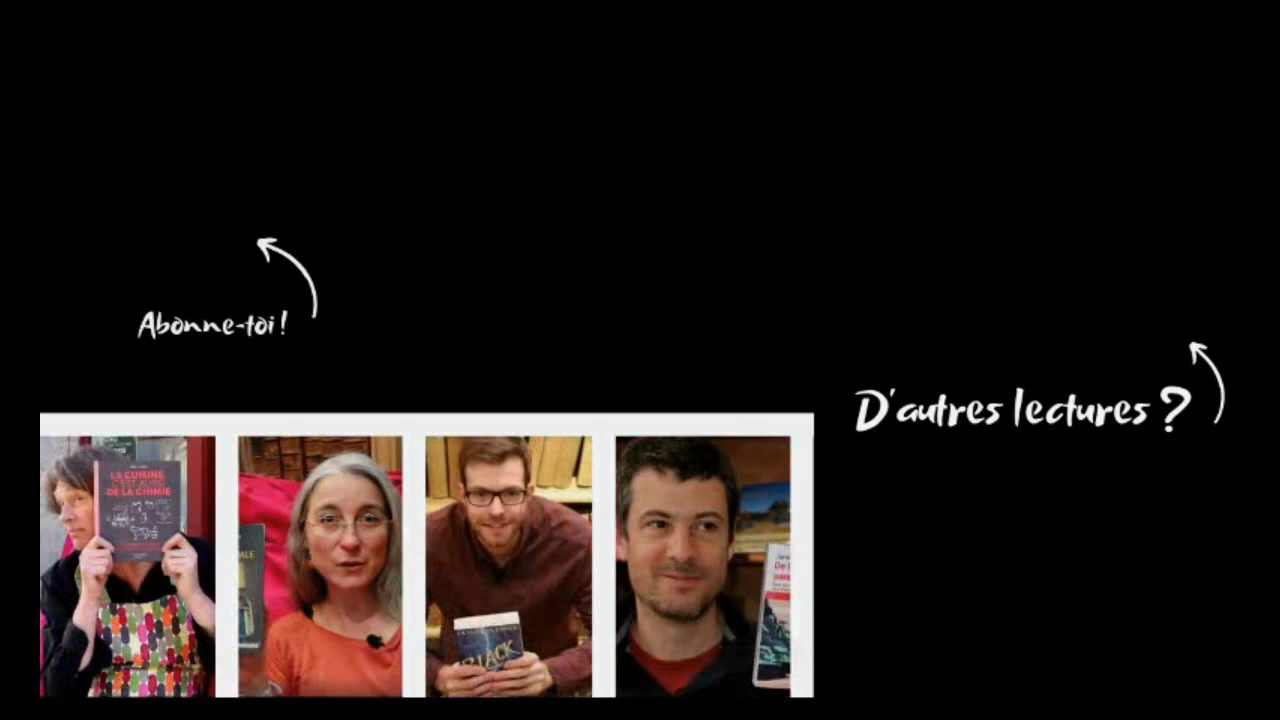 Abonne-toi !
D'autres lectures ?
LA CUISINE,
C'EST AUSSI
DE LA CHIMIE
BLACK